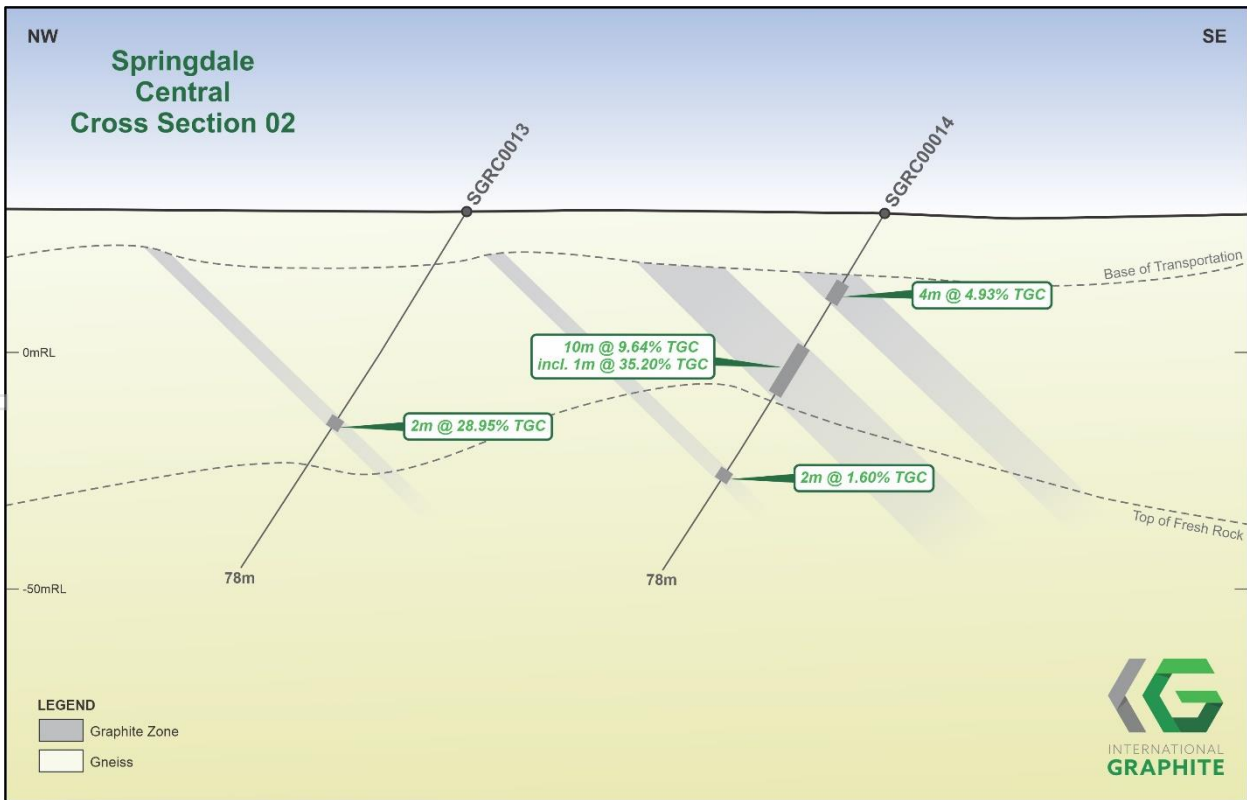 NW
SE
Springdale
Central
Cross Section 02
SGRC0013
SGRC00014
Base of Transportation
4m @ 4.93% TGC
0mRL
10m @ 9.64% TGC
incl. 1m @ 35.20% TGC
2m @ 28.95% TGC
2m @ 1.60% TGC
Top of Fresh Rock
78m
78m
-50mRL
LEGEND
Graphite Zone
Gneiss
INTERNATIONAL
GRAPHITE